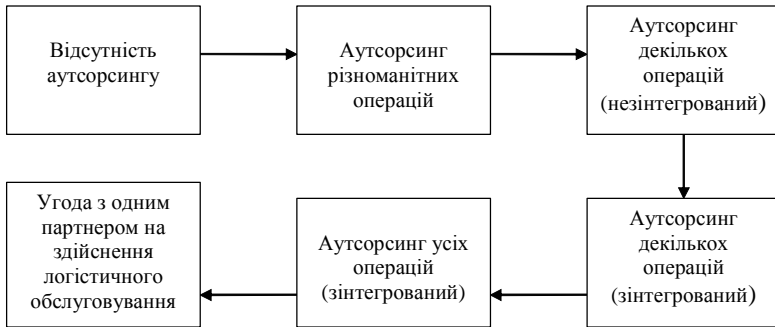 Відсутність
аутсорсингу
Аутсорсинг
різноманітних
операцій
Аутсорсинг
декількох
операцій
(незінтегрований)
Аутсорсинг
декількох
операцій
(зінтегрований)
Аутсорсинг усіх
операцій
(зінтегрований)
Угода з одним
партнером на
здійснення
логістичного
обслуговування